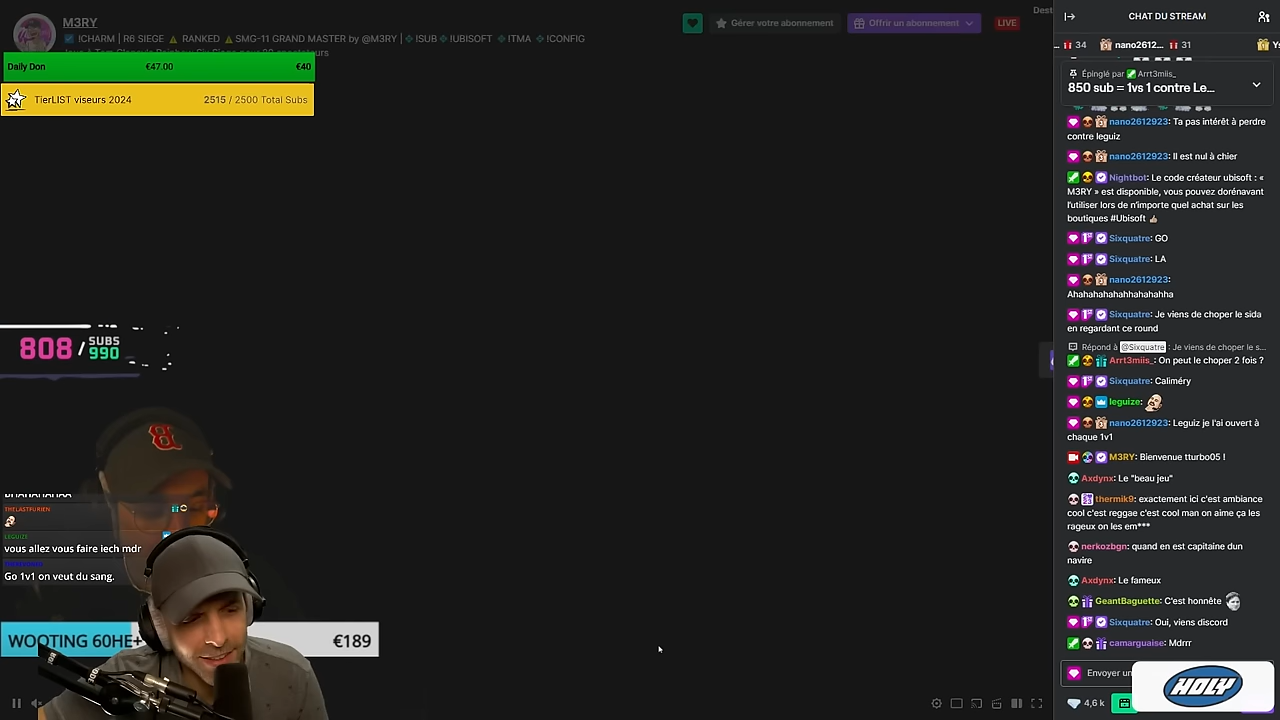 M3RY
!CHARM | R6 SIEGE ⚠ RANKED ⚠SMG-11 GRAND MASTER by @M3RY | !SUB !UBISOFT !TMA !CONFIG
Gérer votre abonnement
Offrir un abonnement
LIVE
Daily Don €47.00 €40
TierLIST viseurs 2024 2515 / 2500 Total Subs
808 / SUBS 990
THELASTFURIEN
LEGUIZE
vous allez vous faire iech mdr
Go 1v1 on veut du sang.
WOOTING 60HE+ €189
CHAT DU STREAM
34 nano2612... 31
Épinglé par Arrt3miis_
850 sub = 1vs 1 contre Le...
nano2612923: Ta pas intérêt à perdre
contre leguiz
nano2612923: Il est nul à chier
Nightbot: Le code créateur ubisoft : «
M3RY » est disponible, vous pouvez dorénavant
l'utiliser lors de n'importe quel achat sur les
boutiques #Ubisoft 👍🏼
Sixquatre: GO
Sixquatre: LA
nano2612923:
Ahahahahahahhahahahha
Sixquatre: Je viens de choper le sida
en regardant ce round
Répond à @Sixquatre : Je viens de choper le s...
Arrt3miis_: On peut le choper 2 fois ?
Sixquatre: Caliméry
leguize:
nano2612923: Leguiz je l'ai ouvert à
chaque 1v1
M3RY: Bienvenue tturbo05 !
Axdynx: Le "beau jeu"
thermik9: exactement ici c'est ambiance
cool c'est reggae c'est cool man on aime ça les
rageux on les em***
nerkozbgn: quand en est capitaine dun
navire
Axdynx: Le fameux
GeantBaguette: C'est honnête
Sixquatre: Oui, viens discord
camarguaise: Mdrrr
Envoyer un
4,6 k
HOLY